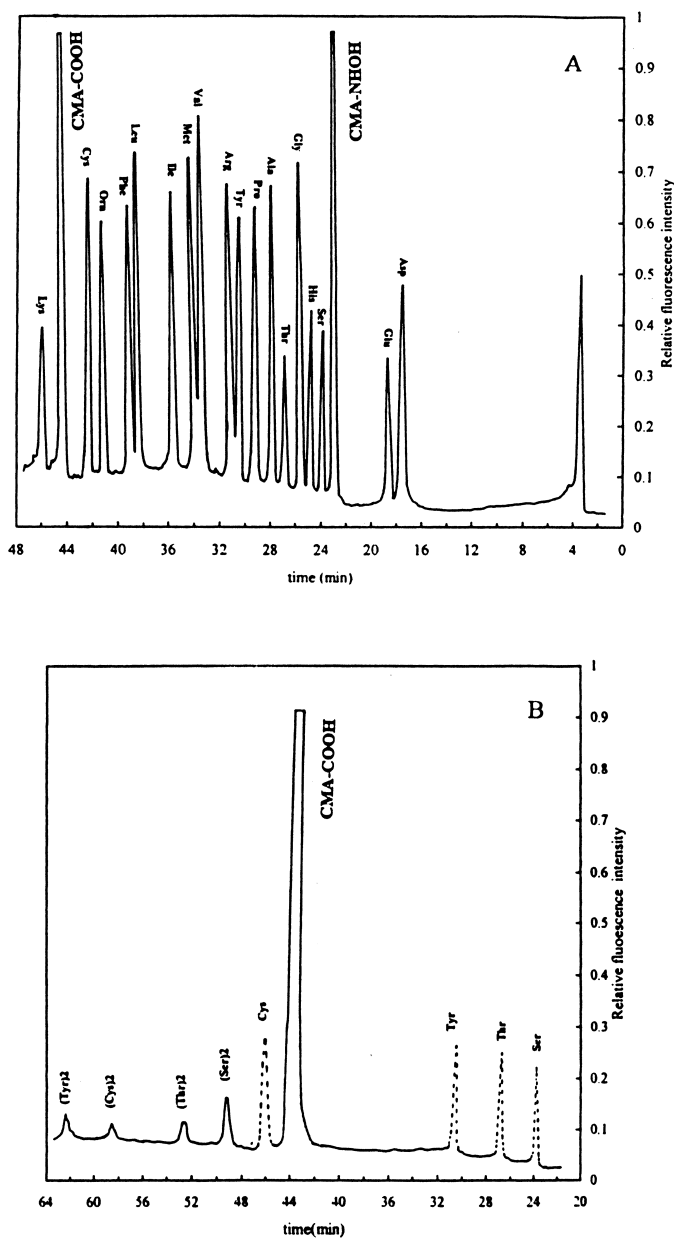 A
CMA-COOH
CMA-NHOH
Lys
Cys
Orn
Phe
Leu
Ile
Met
Val
Arg
Tyr
Pro
Ala
Thr
Gly
His
Ser
Glu
Asp
1
0.9
0.8
0.7
0.6
0.5
0.4
0.3
0.2
0.1
0
Relative fluorescence intensity
48 44 40 36 32 28 24 20 16 12 8 4 0
time (min)
B
CMA-COOH
(Tyr)2
(Cys)2
(Thr)2
(Ser)2
Cys
Tyr
Thr
Ser
1
0.9
0.8
0.7
0.6
0.5
0.4
0.3
0.2
0.1
0
Relative fluoescence intensity
64 60 56 52 48 44 40 36 32 28 24 20
time(min)